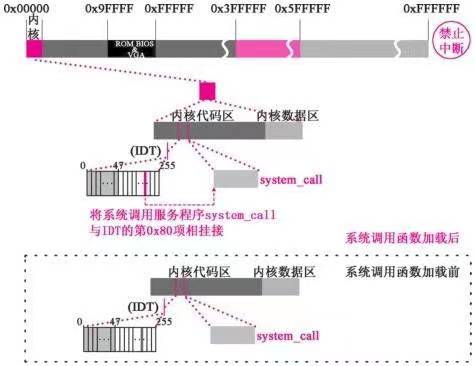 0x00000 0x9FFFF 0xFFFFF 0x3FFFFF 0x5FFFFF 0xFFFFFF
内核
ROM BIOS
&
VGA
禁止
中断
内核代码区 内核数据区
(IDT)
0 47 255
... ...
system_call
将系统调用服务程序system_call
与IDT的第0x80项相挂接
系统调用函数加载后
系统调用函数加载前
内核代码区 内核数据区
(IDT)
0 47 255
... ...
system_call